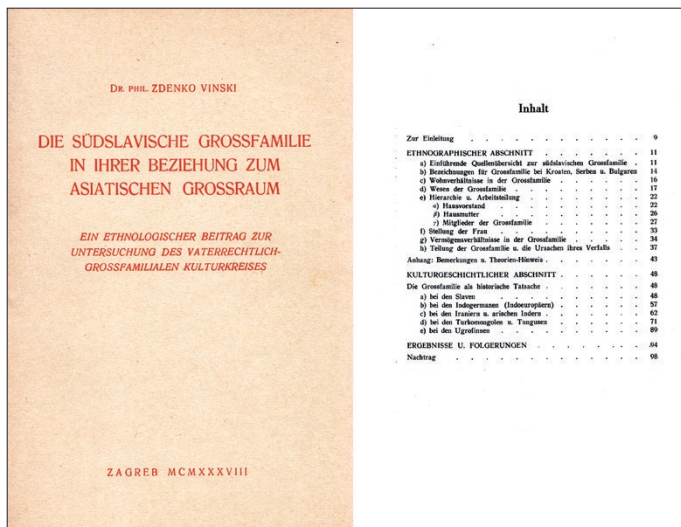 DR. PHIL. ZDENKO VINSKI
DIE SÜDSLAVISCHE GROSSFAMILIE
IN IHRER BEZIEHUNG ZUM
ASIATISCHEN GROSSRAUM
EIN ETHNOLOGISCHER BEITRAG ZUR
UNTERSUCHUNG DES VATERRECHTLICH-
GROSSFAMILIALEN KULTURKREISES
ZAGREB MCMXXXVIII
Inhalt
Zur Einleitung . . . . . . . . . . . 9
ETHNOGRAPHISCHER ABSCHNITT . . . . . . 11
a) Einführende Quellenübersicht zur südslavischen Grossfamilie . 11
b) Bezeichnungen für Grossfamilie bei Kroaten, Serben u. Bulgaren 14
c) Wohnverhältnisse in der Grossfamilie . . . . . . 16
d) Wesen der Grossfamilie . . . . . . . . 17
e) Hierarchie u. Arbeitsteilung . . . . . . . 22
α) Hausvorstand . . . . . . . . . 22
β) Hausmutter . . . . . . . . . 26
γ) Mitglieder der Grossfamilie . . . . . . . 27
f) Stellung der Frau . . . . . . . . . 33
g) Vermögensverhältnisse in der Grossfamilie . . . . . 34
h) Teilung der Grossfamilie u. die Ursachen ihres Verfalls . . 37
Anhang: Bemerkungen u. Theorien-Hinweis . . . . . . 43
KULTURGESCHICHTLICHER ABSCHNITT . . . . . . 48
Die Grossfamilie als historische Tatsache . . . . . . 48
a) bei den Slaven . . . . . . . . . 48
b) bei den Indogermanen (Indoeuropäern) . . . . . 57
c) bei den Iraniern u. arischen Indern . . . . . . 62
d) bei den Turkomongolen u. Tungusen . . . . . . 71
e) bei den Ugrofinnen . . . . . . . . 89
ERGEBNISSE U. FOLGERUNGEN . . . . . . . 94
Nachtrag . . . . . . . . . . . 98